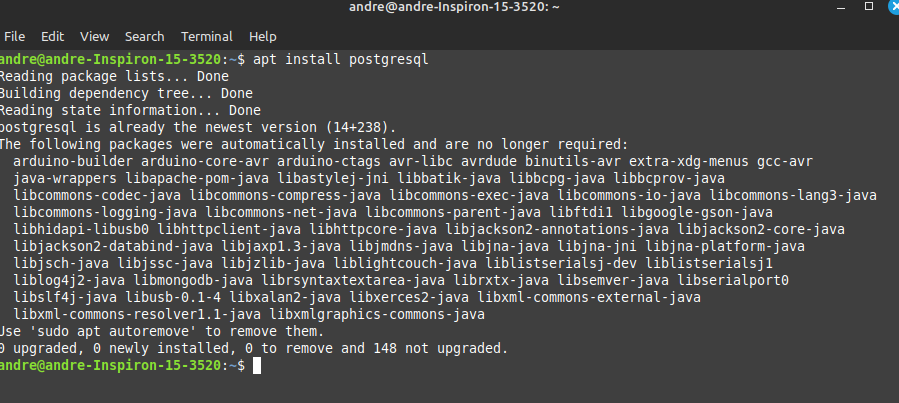 andre@andre-Inspiron-15-3520: ~
File Edit View Search Terminal Help
andre@andre-Inspiron-15-3520:~$ apt install postgresql
Reading package lists... Done
Building dependency tree... Done
Reading state information... Done
postgresql is already the newest version (14+238).
The following packages were automatically installed and are no longer required:
  arduino-builder arduino-core-avr arduino-ctags avr-libc avrdude binutils-avr extra-xdg-menus gcc-avr
  java-wrappers libapache-pom-java libastylej-jni libbatik-java libbcpg-java libbcprov-java
  libcommons-codec-java libcommons-compress-java libcommons-exec-java libcommons-io-java libcommons-lang3-java
  libcommons-logging-java libcommons-net-java libcommons-parent-java libftdi1 libgoogle-gson-java
  libhidapi-libusb0 libhttpclient-java libhttpcore-java libjackson2-annotations-java libjackson2-core-java
  libjackson2-databind-java libjaxp1.3-java libjmdns-java libjna-java libjna-jni libjna-platform-java
  libjsch-java libjssc-java libjzlib-java liblightcouch-java liblistserialsj-dev liblistserialsj1
  liblog4j2-java libmongodb-java librsyntaxtextarea-java librxtx-java libsemver-java libserialport0
  libslf4j-java libusb-0.1-4 libxalan2-java libxerces2-java libxml-commons-external-java
  libxml-commons-resolver1.1-java libxmlgraphics-commons-java
Use 'sudo apt autoremove' to remove them.
0 upgraded, 0 newly installed, 0 to remove and 148 not upgraded.
andre@andre-Inspiron-15-3520:~$